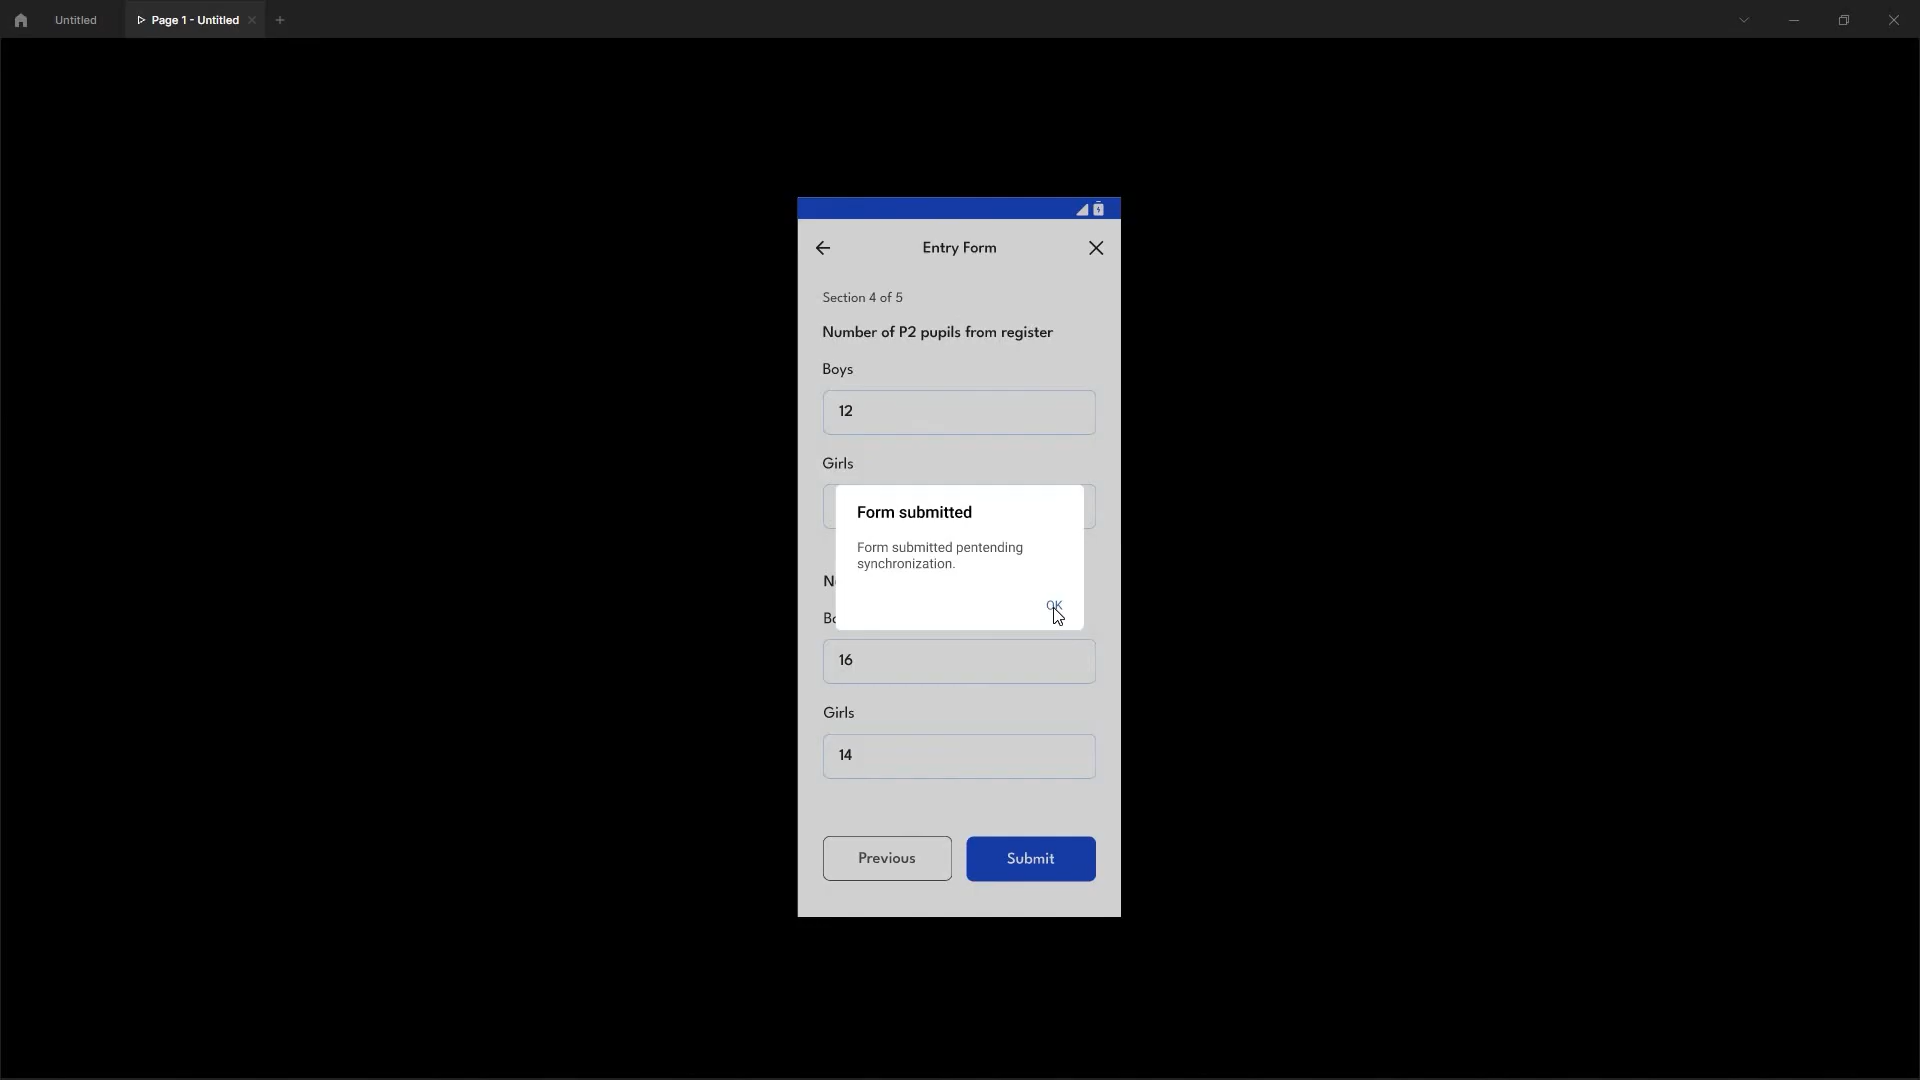 Untitled
Page 1 - Untitled
Entry Form
Section 4 of 5
Number of P2 pupils from register
Boys
12
Girls
Form submitted
Form submitted pentending
synchronization.
OK
16
Girls
14
Previous
Submit